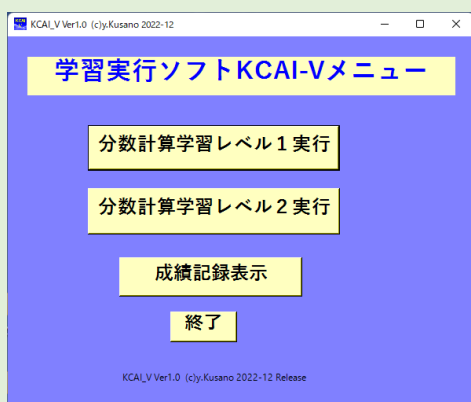 KCAI_V Ver1.0 (c)y.Kusano 2022-12
学習実行ソフトKCAI-Vメニュー
分数計算学習レベル１実行
分数計算学習レベル２実行
成績記録表示
終了
KCAI_V Ver1.0 (c)y.Kusano 2022-12 Release